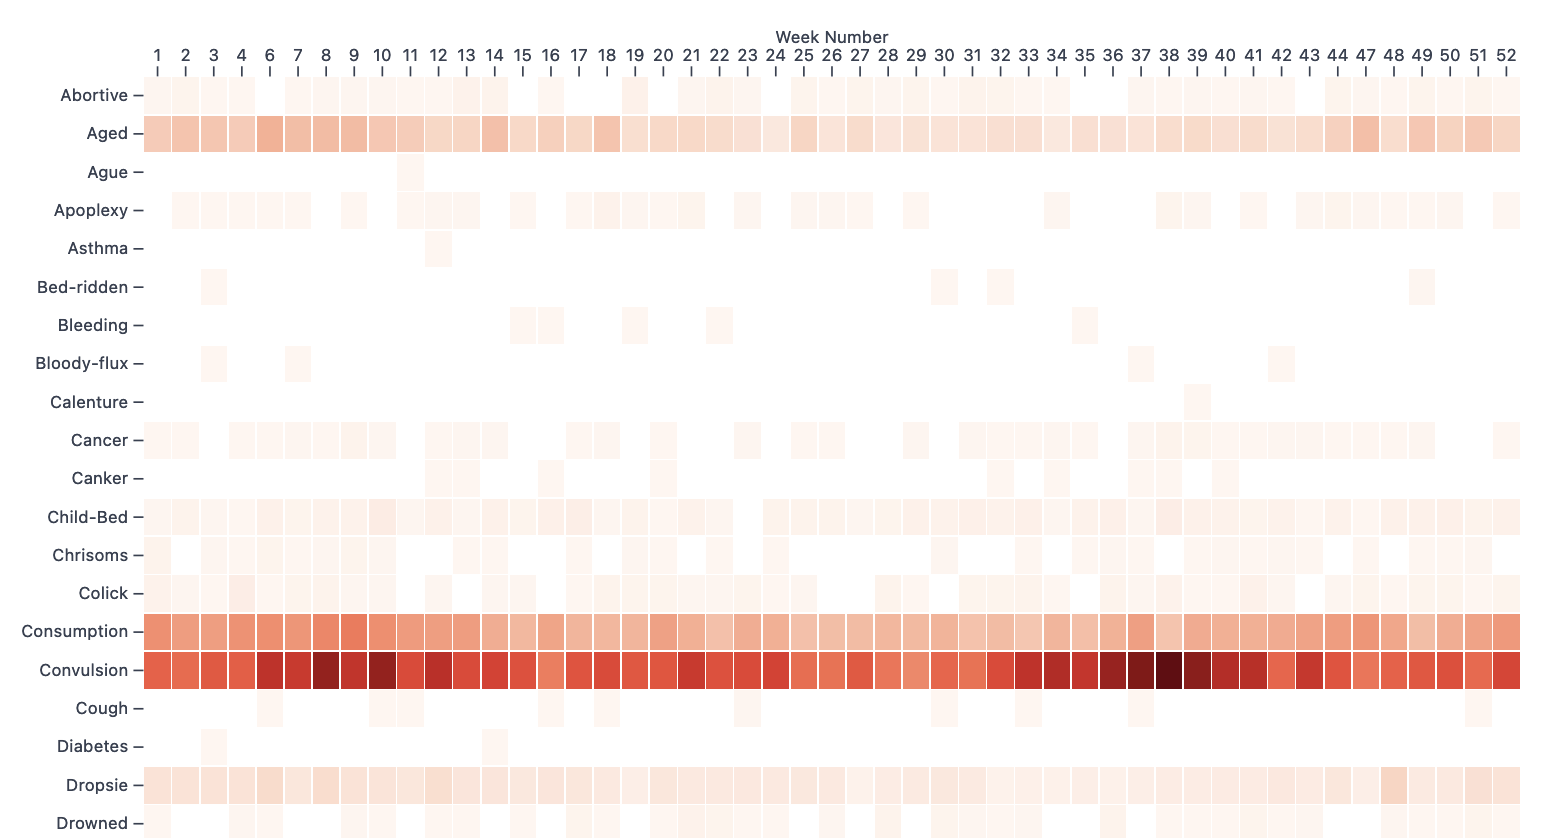 Week Number
1 2 3 4 6 7 8 9 10 11 12 13 14 15 16 17 18 19 20 21 22 23 24 25 26 27 28 29 30 31 32 33 34 35 36 37 38 39 40 41 42 43 44 47 48 49 50 51 52
Abortive
Aged
Ague
Apoplexy
Asthma
Bed-ridden
Bleeding
Bloody-flux
Calenture
Cancer
Canker
Child-Bed
Chrisoms
Colick
Consumption
Convulsion
Cough
Diabetes
Dropsie
Drowned